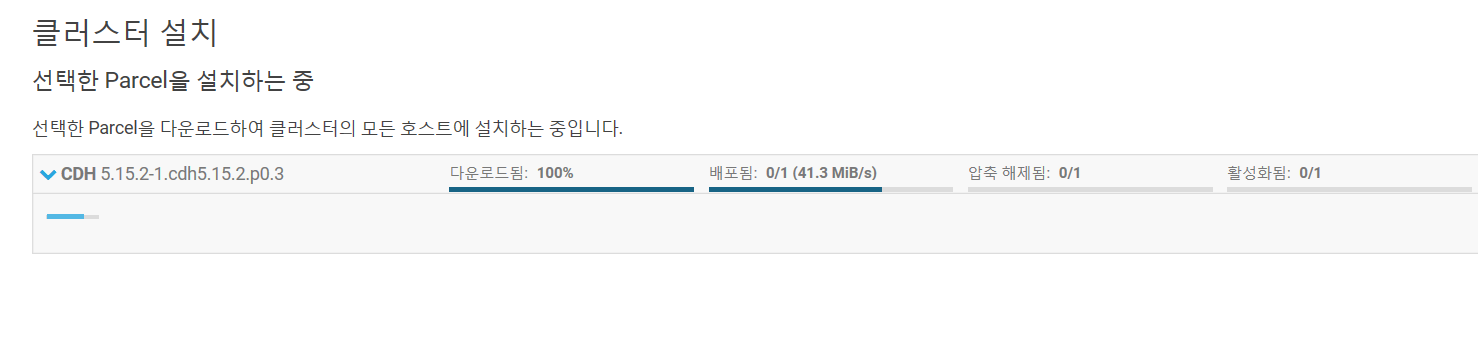 클러스터 설치
선택한 Parcel을 설치하는 중
선택한 Parcel을 다운로드하여 클러스터의 모든 호스트에 설치하는 중입니다.
CDH 5.15.2-1.cdh5.15.2.p0.3 다운로드됨: 100% 배포됨: 0/1 (41.3 MiB/s) 압축 해제됨: 0/1 활성화됨: 0/1